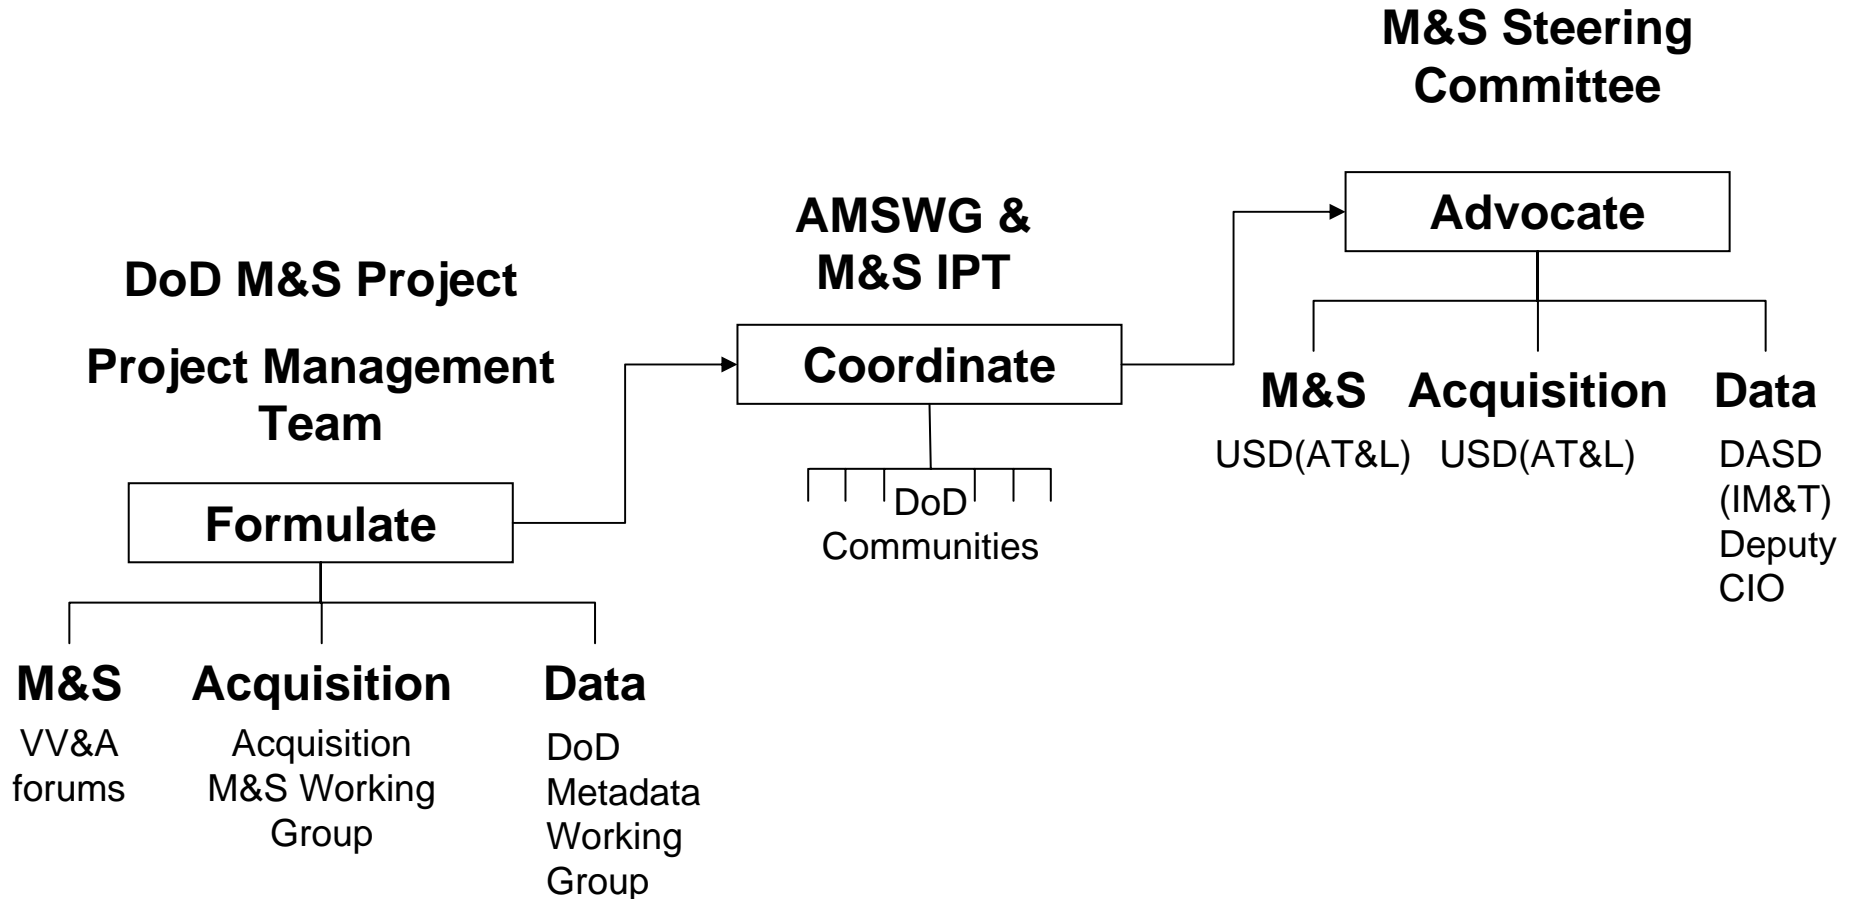 DoD M&S Project
Project Management
Team
Formulate
M&S
VV&A
forums
Acquisition
Acquisition
M&S Working
Group
Data
DoD
Metadata
Working
Group
AMSWG &
M&S IPT
Coordinate
DoD
Communities
M&S Steering
Committee
Advocate
M&S
USD(AT&L)
Acquisition
USD(AT&L)
Data
DASD
(IM&T)
Deputy
CIO